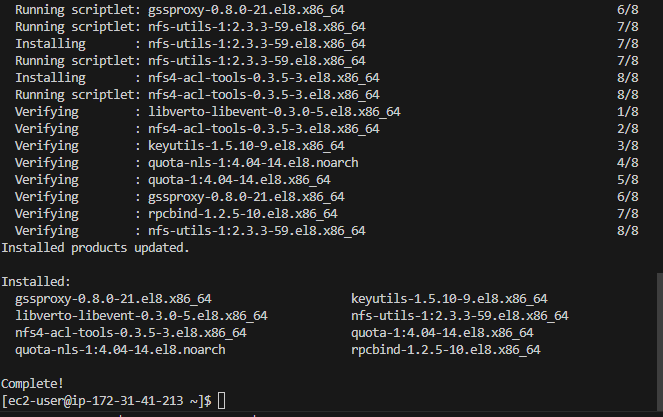 Running scriptlet: gssproxy-0.8.0-21.el8.x86_64 6/8
Running scriptlet: nfs-utils-1:2.3.3-59.el8.x86_64 7/8
Installing : nfs-utils-1:2.3.3-59.el8.x86_64 7/8
Running scriptlet: nfs-utils-1:2.3.3-59.el8.x86_64 7/8
Installing : nfs4-acl-tools-0.3.5-3.el8.x86_64 8/8
Running scriptlet: nfs4-acl-tools-0.3.5-3.el8.x86_64 8/8
Verifying : libverto-libevent-0.3.0-5.el8.x86_64 1/8
Verifying : nfs4-acl-tools-0.3.5-3.el8.x86_64 2/8
Verifying : keyutils-1.5.10-9.el8.x86_64 3/8
Verifying : quota-nls-1:4.04-14.el8.noarch 4/8
Verifying : quota-1:4.04-14.el8.x86_64 5/8
Verifying : gssproxy-0.8.0-21.el8.x86_64 6/8
Verifying : rpcbind-1.2.5-10.el8.x86_64 7/8
Verifying : nfs-utils-1:2.3.3-59.el8.x86_64 8/8
Installed products updated.
Installed:
gssproxy-0.8.0-21.el8.x86_64 keyutils-1.5.10-9.el8.x86_64
libverto-libevent-0.3.0-5.el8.x86_64 nfs-utils-1:2.3.3-59.el8.x86_64
nfs4-acl-tools-0.3.5-3.el8.x86_64 quota-1:4.04-14.el8.x86_64
quota-nls-1:4.04-14.el8.noarch rpcbind-1.2.5-10.el8.x86_64
Complete!
[ec2-user@ip-172-31-41-213 ~]$